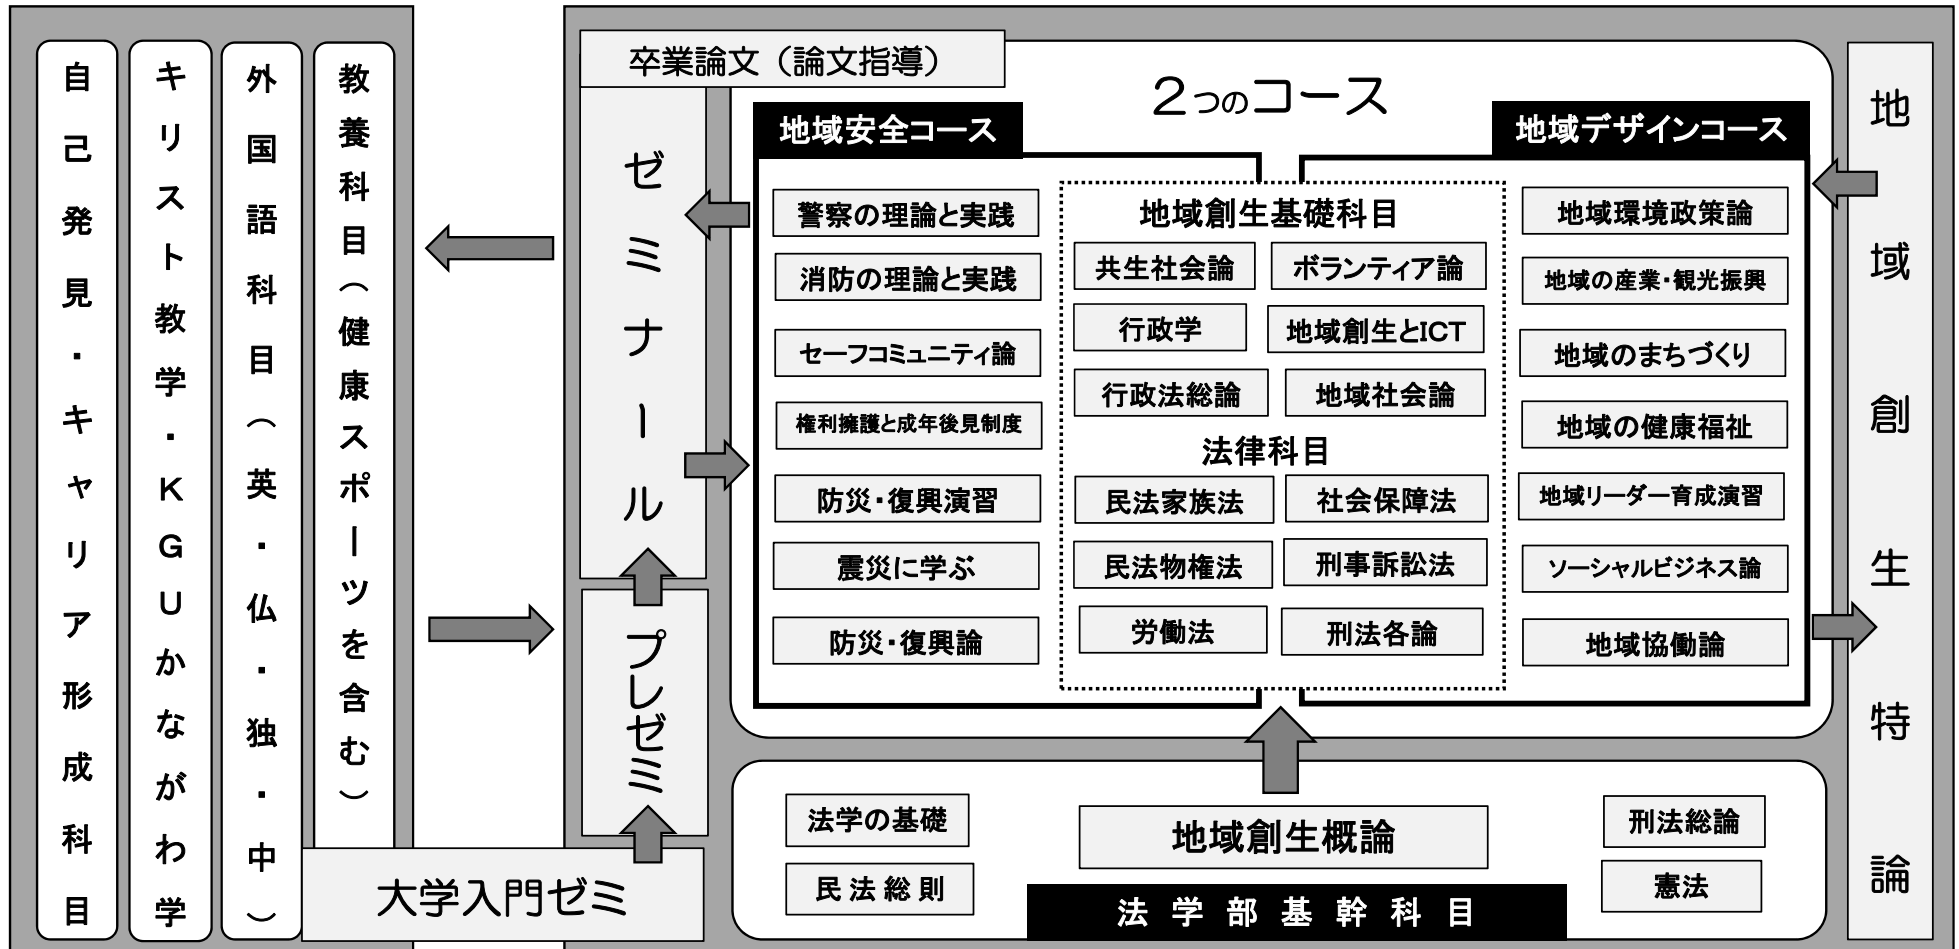 自己発見・キャリア形成科目
キリスト教学・KGUかながわ学
外国語科目(英・仏・独・中)
教養科目(健康スポーツを含む)
大学入門ゼミ
プレゼミ
ゼミナール
卒業論文(論文指導)
2つのコース
地域安全コース
警察の理論と実践
消防の理論と実践
セーフコミュニティ論
権利擁護と成年後見制度
防災・復興演習
震災に学ぶ
防災・復興論
地域創生基礎科目
共生社会論
ボランティア論
行政学
地域創生とICT
行政法総論
地域社会論
法律科目
民法家族法
社会保障法
民法物権法
刑事訴訟法
労働法
刑法各論
地域デザインコース
地域環境政策論
地域の産業・観光振興
地域のまちづくり
地域の健康福祉
地域リーダー育成演習
ソーシャルビジネス論
地域協働論
法学の基礎
民法総則
地域創生概論
刑法総論
憲法
法学部基幹科目
地域創生特論